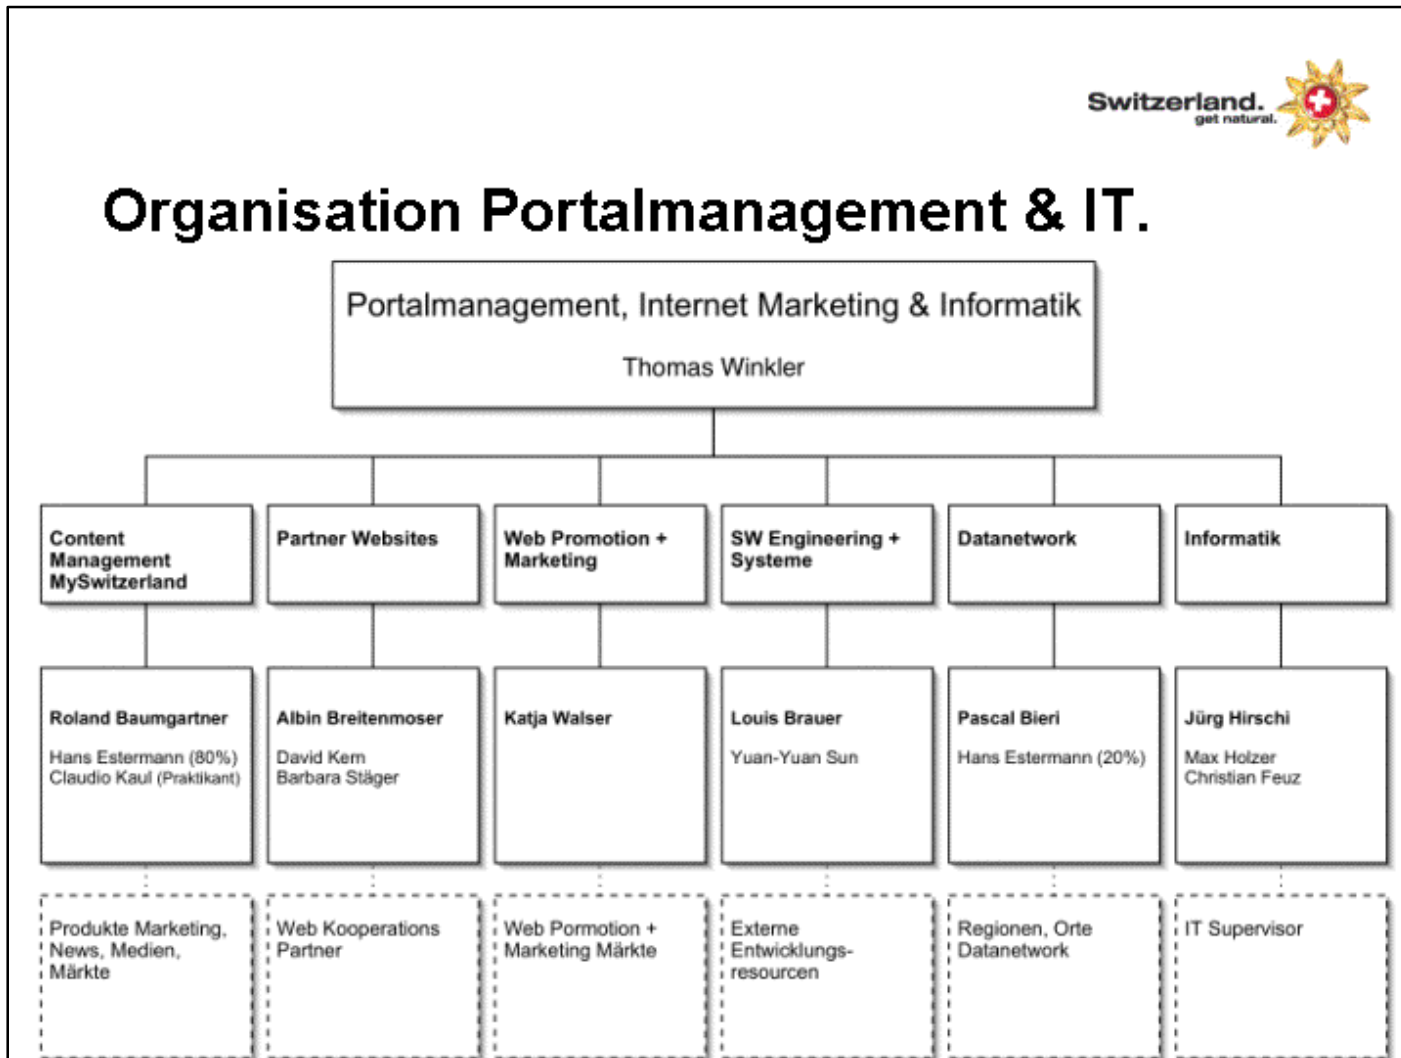 Switzerland.
get natural.
Organisation Portalmanagement & IT.
Portalmanagement, Internet Marketing & Informatik
Thomas Winkler
Content
Management
MySwitzerland
Partner Websites
Web Promotion +
Marketing
SW Engineering +
Systeme
Datanetwork
Informatik
Roland Baumgartner
Hans Estermann (80%)
Claudio Kaul (Praktikant)
Albin Breitenmoser
David Kern
Barbara Stäger
Katja Walser
Louis Brauer
Yuan-Yuan Sun
Pascal Bieri
Hans Estermann (20%)
Jürg Hirschi
Max Holzer
Christian Feuz
Produkte Marketing,
News, Medien,
Märkte
Web Kooperations
Partner
Web Pormotion +
Marketing Märkte
Externe
Entwicklungs-
resourcen
Regionen, Orte
Datanetwork
IT Supervisor